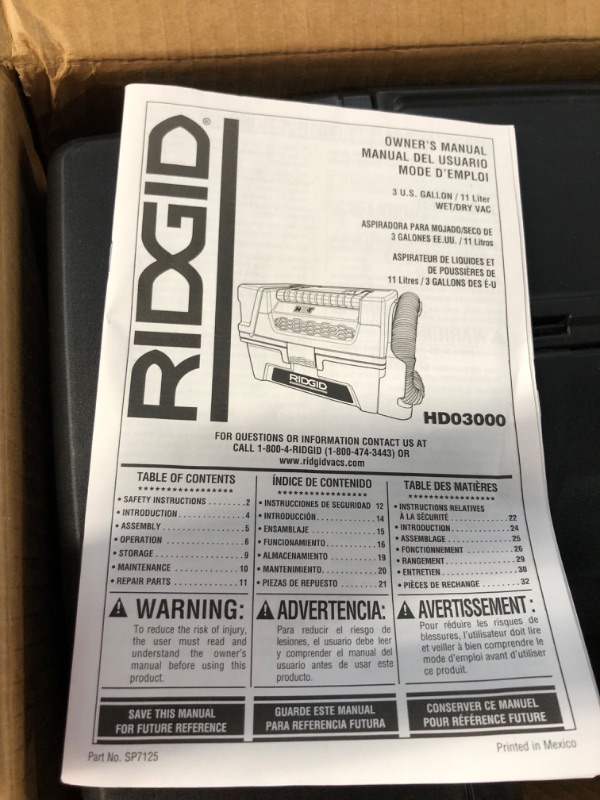 RIDGID®
OWNER'S MANUAL
MANUAL DEL USUARIO
MODE D'EMPLOI
3 U.S. GALLON / 11 Liter
WET/DRY VAC
ASPIRADORA PARA MOJADO/SECO DE
3 GALONES EE.UU. / 11 Litros
ASPIRATEUR DE LIQUIDES ET
DE POUSSIÈRES DE
11 Litres / 3 GALLONS DES É-U
RIDGID
HD03000
FOR QUESTIONS OR INFORMATION CONTACT US AT
CALL 1-800-4-RIDGID (1-800-474-3443) OR
www.ridgidvacs.com
TABLE OF CONTENTS
*****************
• SAFETY INSTRUCTIONS ........2
• INTRODUCTION ................4
• ASSEMBLY .....................5
• OPERATION ....................6
• STORAGE ......................9
• MAINTENANCE ................10
• REPAIR PARTS ................11
ÍNDICE DE CONTENIDO
*****************
• INSTRUCCIONES DE SEGURIDAD 12
• INTRODUCCIÓN ................14
• ENSAMBLAJE ...................15
• FUNCIONAMIENTO .............16
• ALMACENAMIENTO ............19
• MANTENIMIENTO ..............20
• PIEZAS DE REPUESTO .........21
TABLE DES MATIÈRES
*****************
• INSTRUCTIONS RELATIVES
À LA SÉCURITÉ ................22
• INTRODUCTION ................24
• ASSEMBLAGE ..................25
• FONCTIONNEMENT ............26
• RANGEMENT ...................29
• ENTRETIEN ....................30
• PIÈCES DE RECHANGE ........32
WARNING:
To reduce the risk of injury,
the user must read and
understand the owner's
manual before using this
product.
ADVERTENCIA:
Para reducir el riesgo de
lesiones, el usuario debe leer
y comprender el manual del
usuario antes de usar este
producto.
AVERTISSEMENT :
Pour réduire les risques de
blessures, l'utilisateur doit lire
et veiller à bien comprendre le
mode d'emploi avant d'utiliser
ce produit.
SAVE THIS MANUAL
FOR FUTURE REFERENCE
GUARDE ESTE MANUAL
PARA REFERENCIA FUTURA
CONSERVER CE MANUEL
POUR RÉFÉRENCE FUTURE
Part No. SP7125
Printed in Mexico